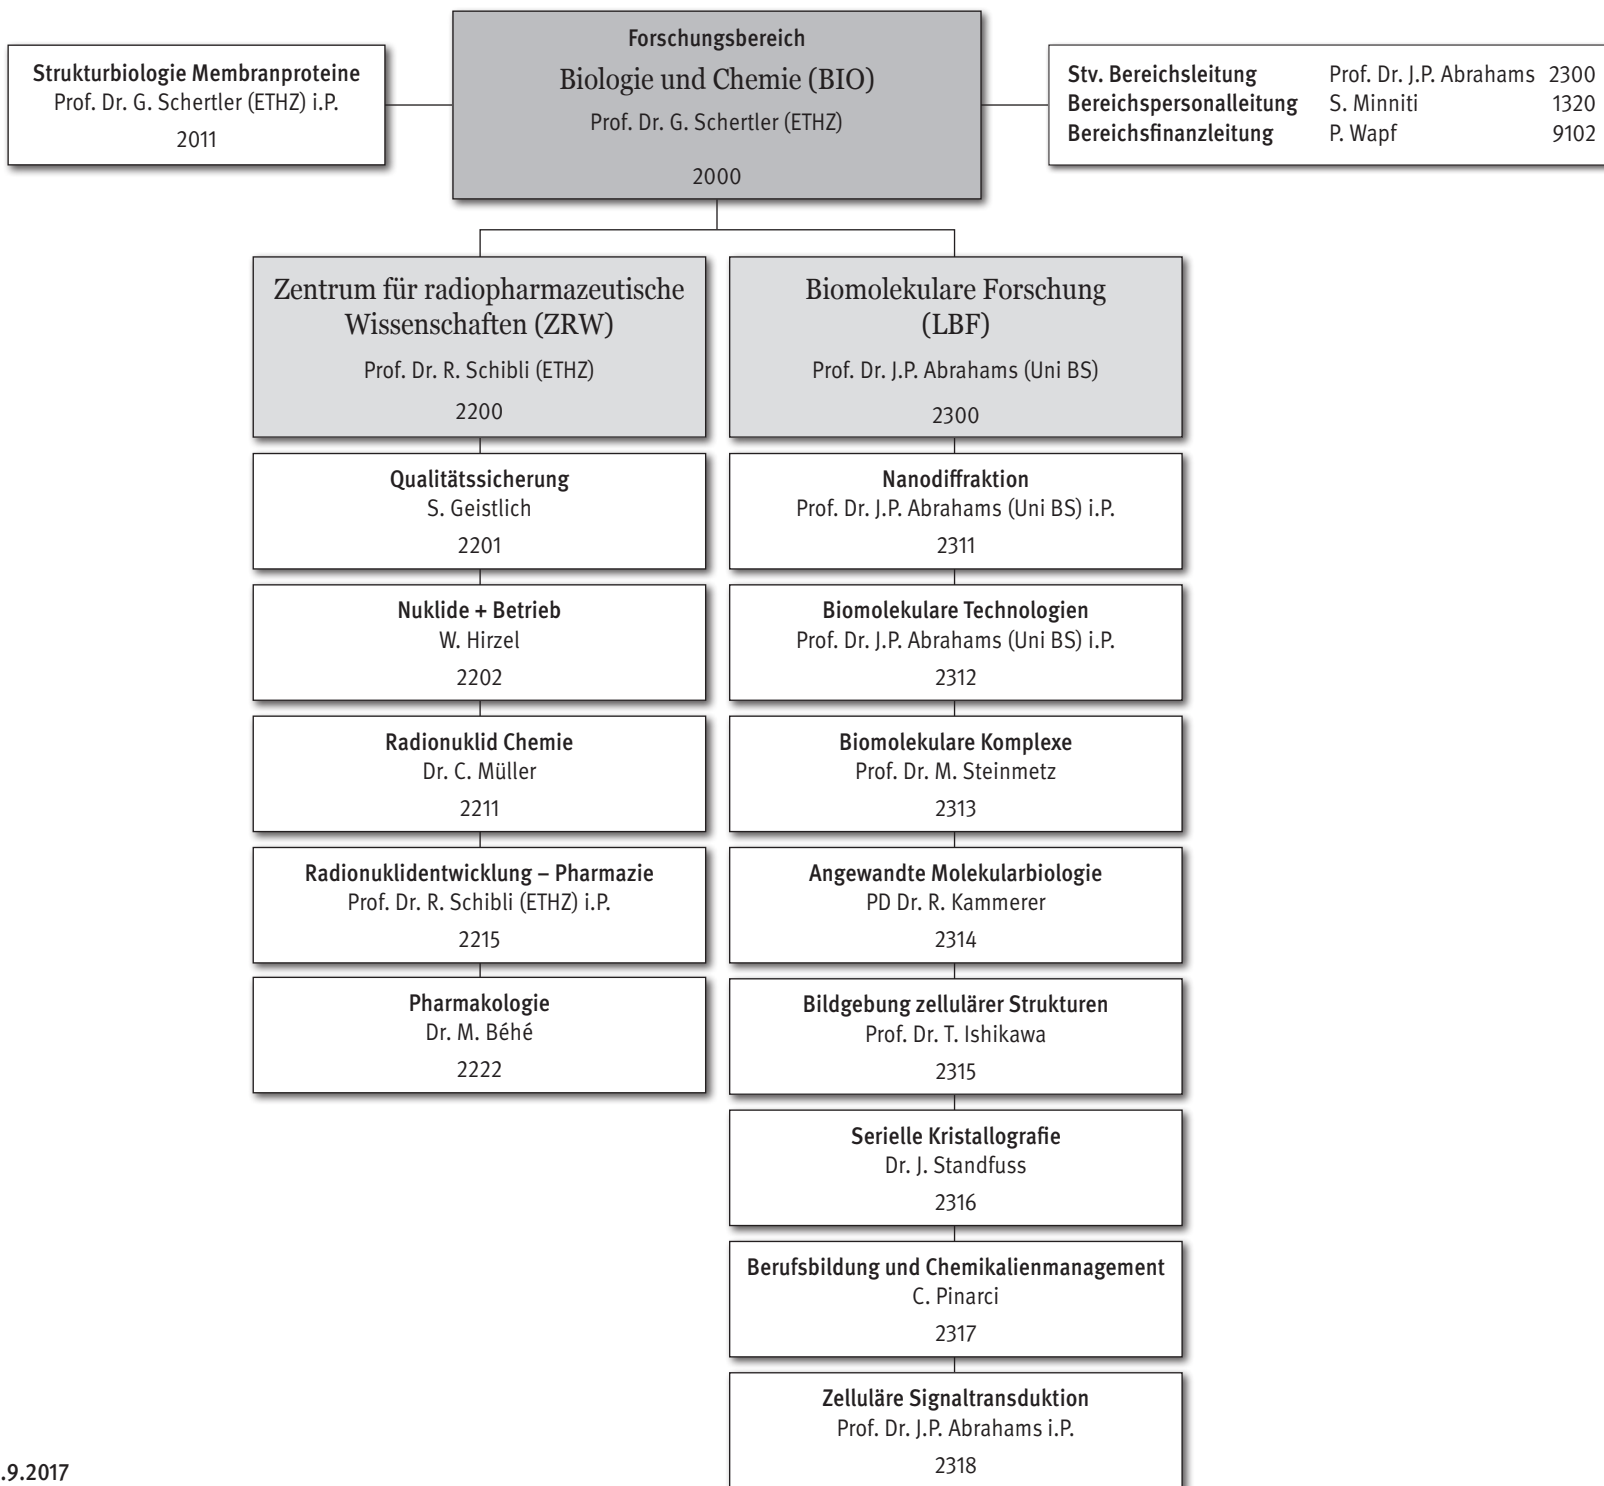 Strukturbiologie Membranproteine
Prof. Dr. G. Schertler (ETHZ) i.P.
2011
Forschungsbereich
Biologie und Chemie (BIO)
Prof. Dr. G. Schertler (ETHZ)
2000
Stv. Bereichsleitung Prof. Dr. J.P. Abrahams 2300
Bereichspersonalleitung S. Minniti 1320
Bereichsfinanzleitung P. Wapf 9102
Zentrum für radiopharmazeutische
Wissenschaften (ZRW)
Prof. Dr. R. Schibli (ETHZ)
2200
Qualitätssicherung
S. Geistlich
2201
Nuklide + Betrieb
W. Hirzel
2202
Radionuklid Chemie
Dr. C. Müller
2211
Radionuklidentwicklung – Pharmazie
Prof. Dr. R. Schibli (ETHZ) i.P.
2215
Pharmakologie
Dr. M. Béhé
2222
Biomolekulare Forschung
(LBF)
Prof. Dr. J.P. Abrahams (Uni BS)
2300
Nanodiffraktion
Prof. Dr. J.P. Abrahams (Uni BS) i.P.
2311
Biomolekulare Technologien
Prof. Dr. J.P. Abrahams (Uni BS) i.P.
2312
Biomolekulare Komplexe
Prof. Dr. M. Steinmetz
2313
Angewandte Molekularbiologie
PD Dr. R. Kammerer
2314
Bildgebung zellulärer Strukturen
Prof. Dr. T. Ishikawa
2315
Serielle Kristallografie
Dr. J. Standfuss
2316
Berufsbildung und Chemikalienmanagement
C. Pinarci
2317
Zelluläre Signaltransduktion
Prof. Dr. J.P. Abrahams i.P.
2318
.9.2017